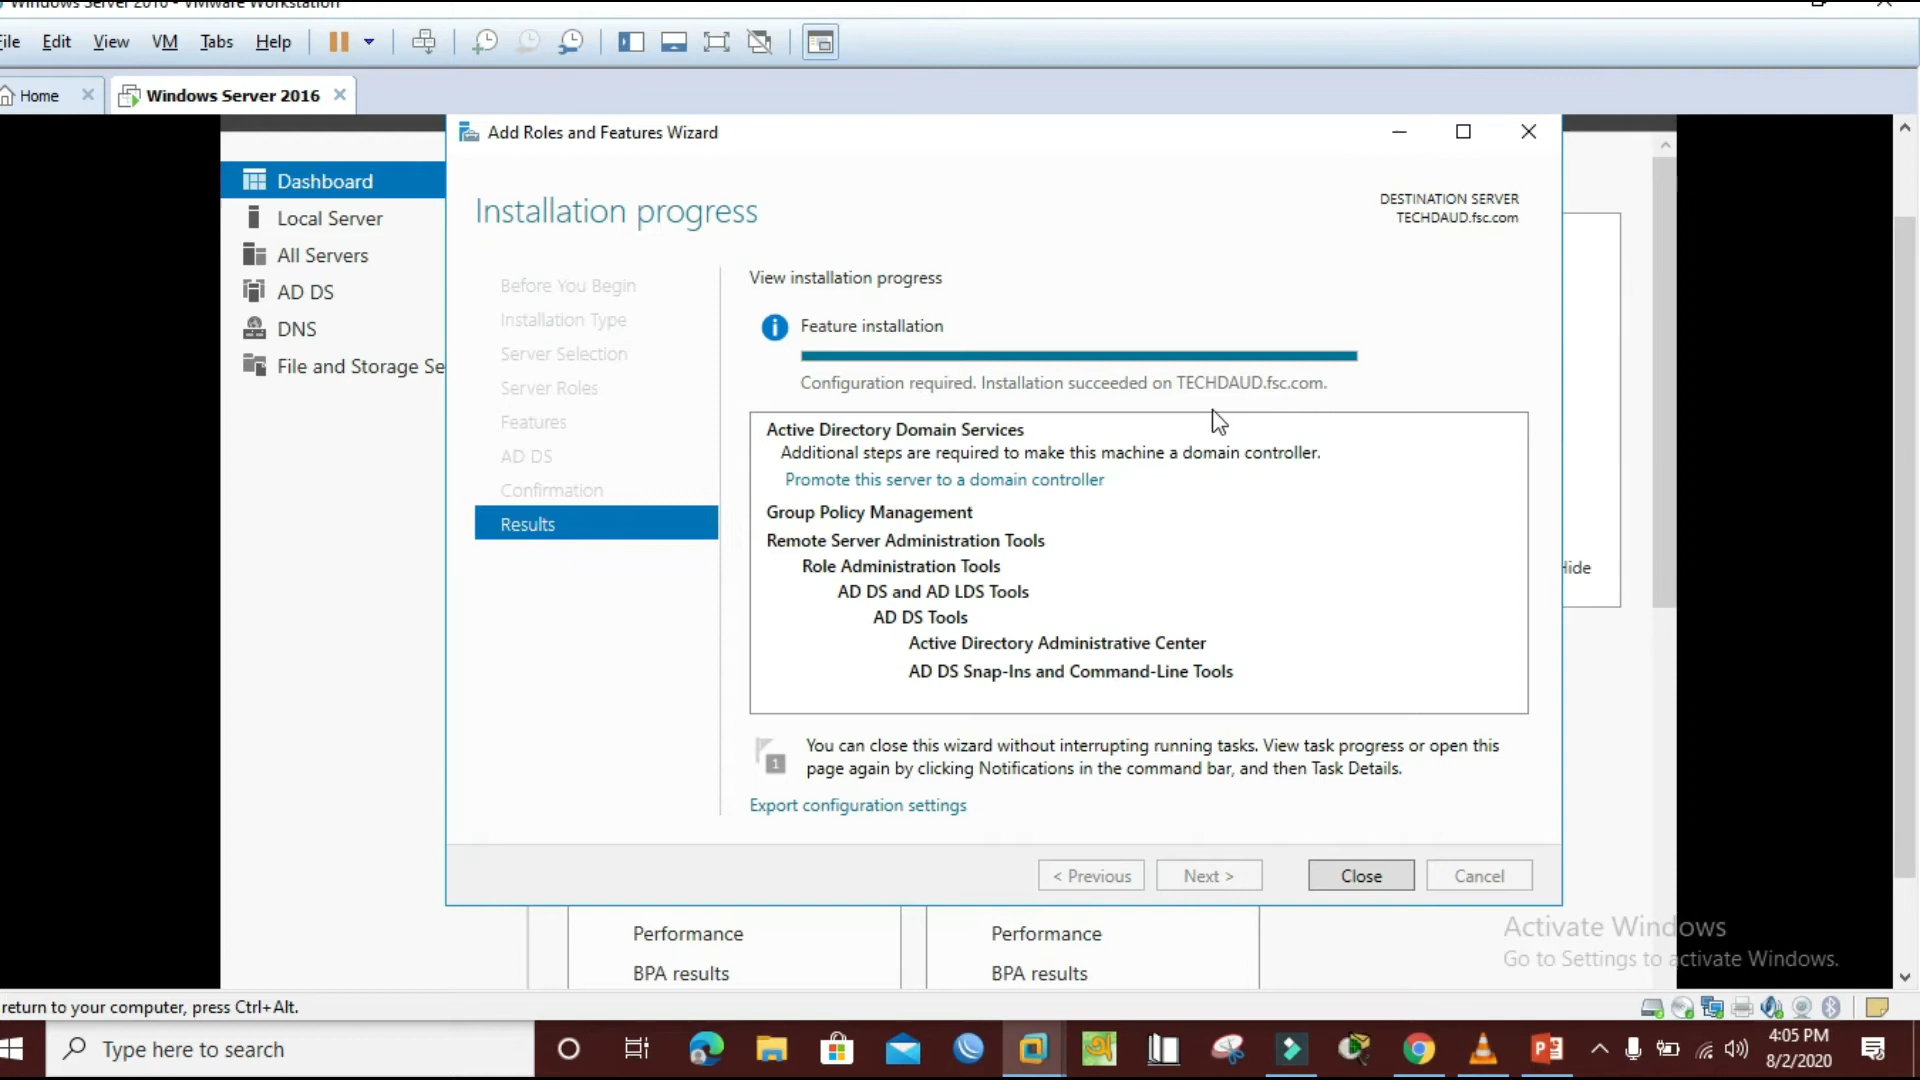 Windows Server 2016 - VMware Workstation
File Edit View VM Tabs Help
Home
Windows Server 2016
Add Roles and Features Wizard
Dashboard
Local Server
All Servers
AD DS
DNS
File and Storage Se
Installation progress
DESTINATION SERVER
TECHDAUD.fsc.com
Before You Begin
Installation Type
Server Selection
Server Roles
Features
AD DS
Confirmation
Results
View installation progress
Feature installation
Configuration required. Installation succeeded on TECHDAUD.fsc.com.
Active Directory Domain Services
Additional steps are required to make this machine a domain controller.
Promote this server to a domain controller
Group Policy Management
Remote Server Administration Tools
Role Administration Tools
AD DS and AD LDS Tools
AD DS Tools
Active Directory Administrative Center
AD DS Snap-Ins and Command-Line Tools
1
You can close this wizard without interrupting running tasks. View task progress or open this
page again by clicking Notifications in the command bar, and then Task Details.
Export configuration settings
< Previous Next > Close Cancel
Hide
Performance
BPA results
Performance
BPA results
Activate Windows
Go to Settings to activate Windows.
return to your computer, press Ctrl+Alt.
Type here to search
4:05 PM
8/2/2020